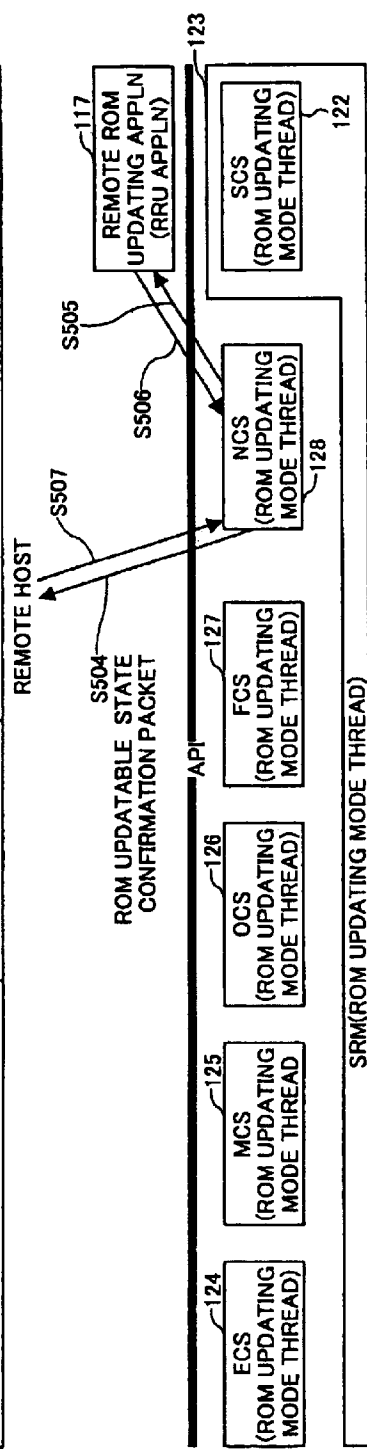 REMOTE HOST
S504
S507
ROM UPDATABLE STATE
CONFIRMATION PACKET
S506
S505
117
REMOTE ROM
UPDATING APPLN
(RRU APPLN)
API
123
124
ECS
(ROM UPDATING
MODE THREAD)
125
MCS
(ROM UPDATING
MODE THREAD
126
OCS
(ROM UPDATING
MODE THREAD)
127
FCS
(ROM UPDATING
MODE THREAD)
NCS
(ROM UPDATING
MODE THREAD)
128
SCS
(ROM UPDATING
MODE THREAD)
122
SRM(ROM UPDATING MODE THREAD)